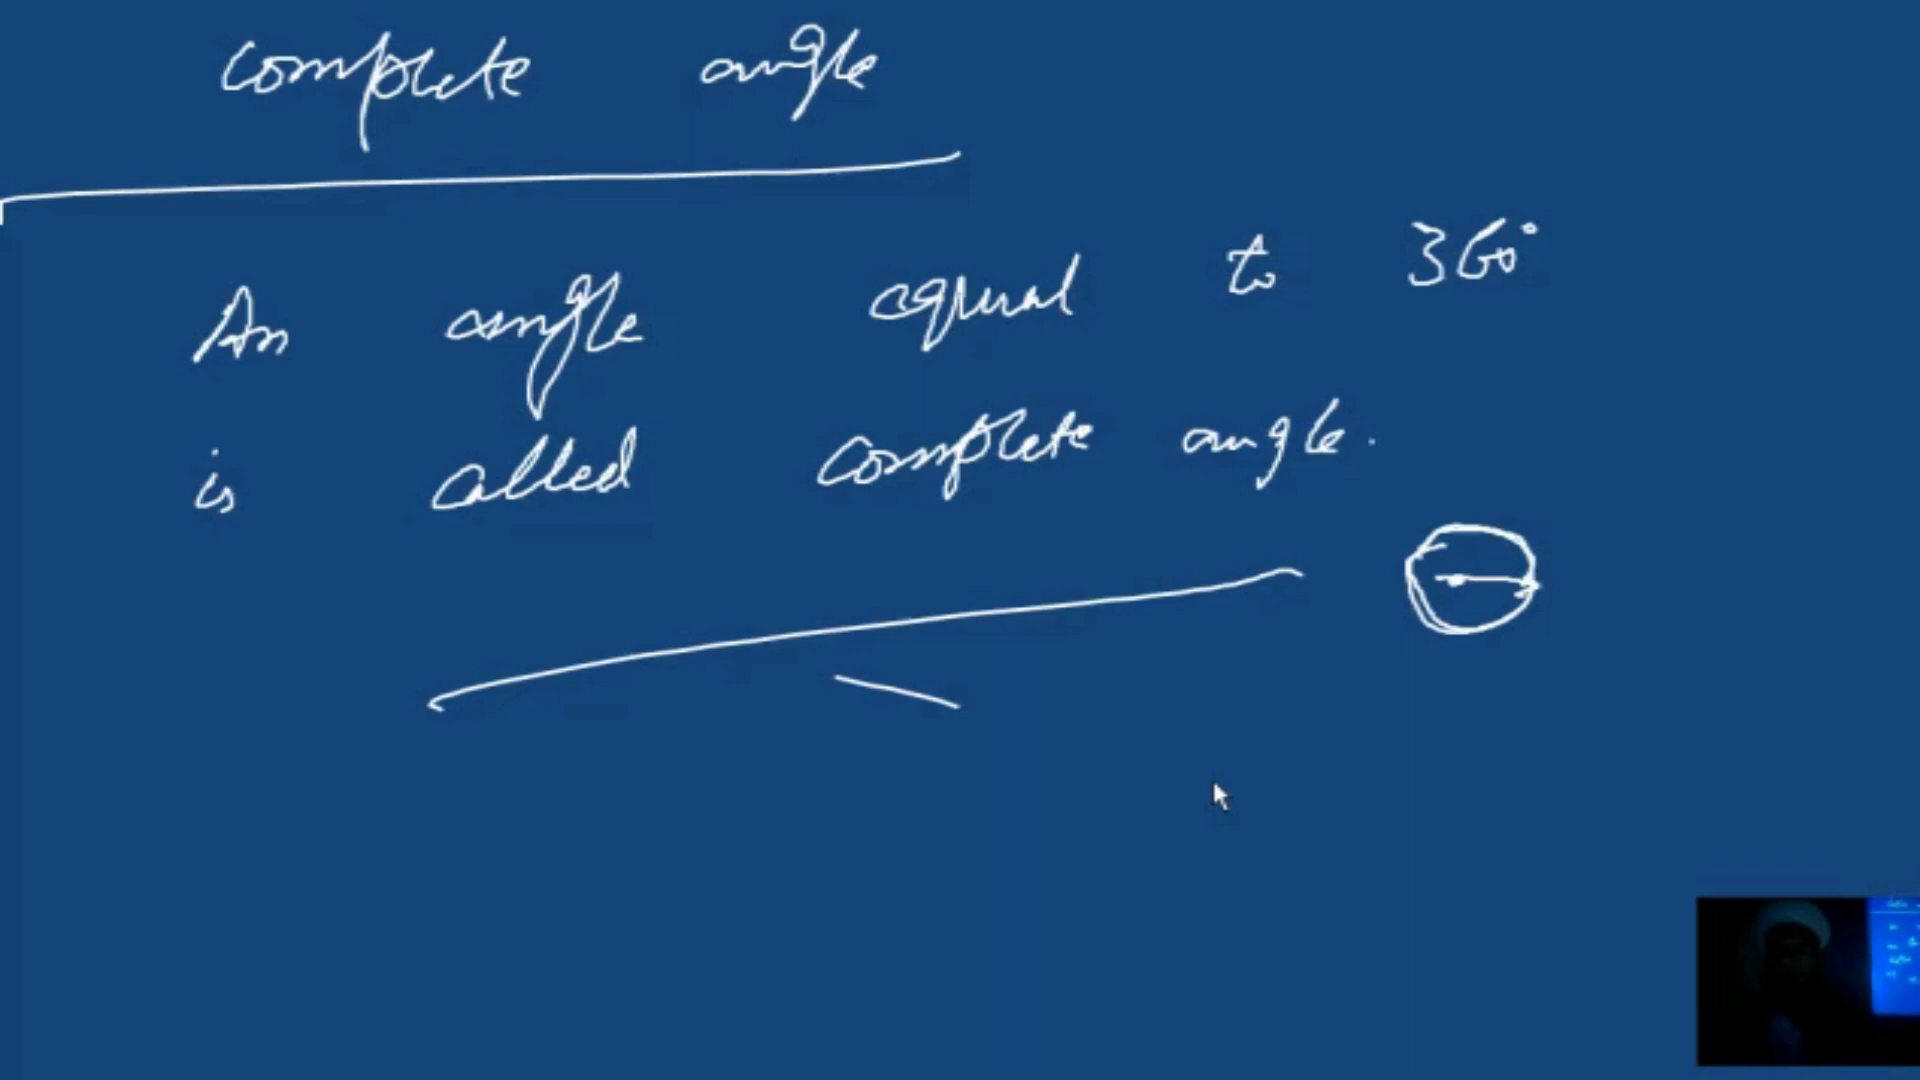 complete angle
An angle equal to 360°
is called complete angle.